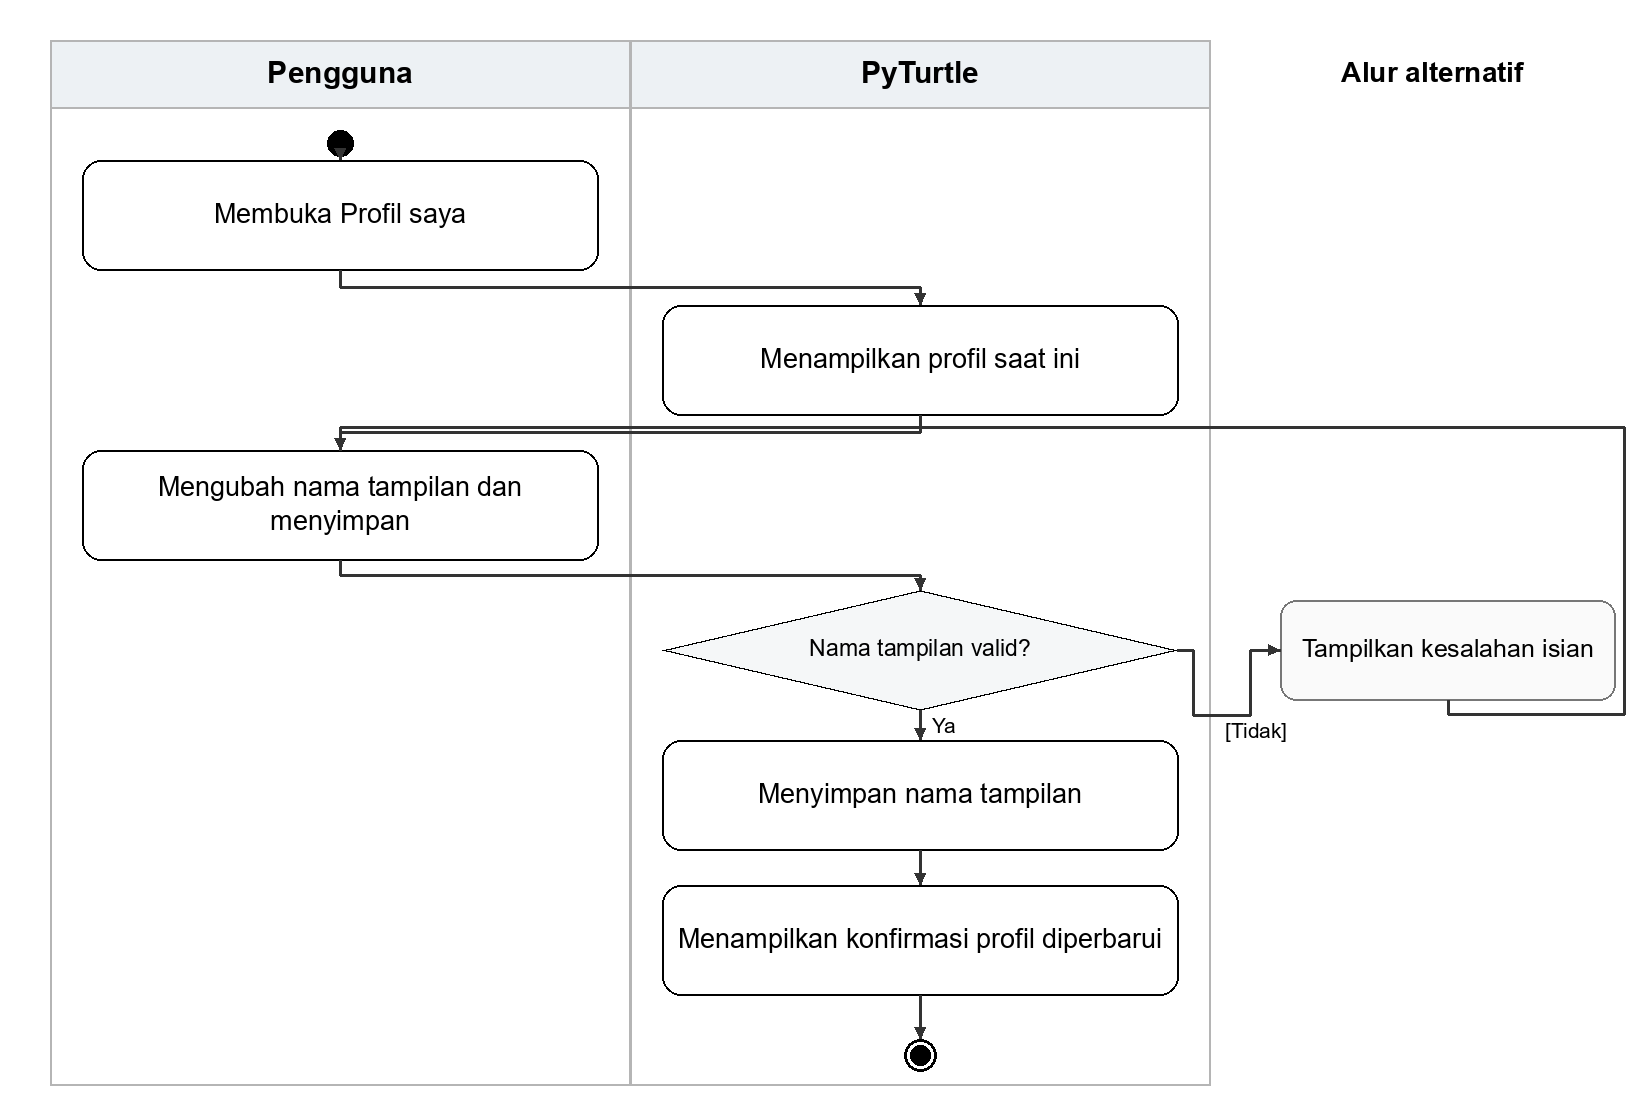 Pengguna
PyTurtle
Alur alternatif
Membuka Profil saya
Menampilkan profil saat ini
Mengubah nama tampilan dan
menyimpan
Nama tampilan valid?
Tampilkan kesalahan isian
Ya
[Tidak]
Menyimpan nama tampilan
Menampilkan konfirmasi profil diperbarui